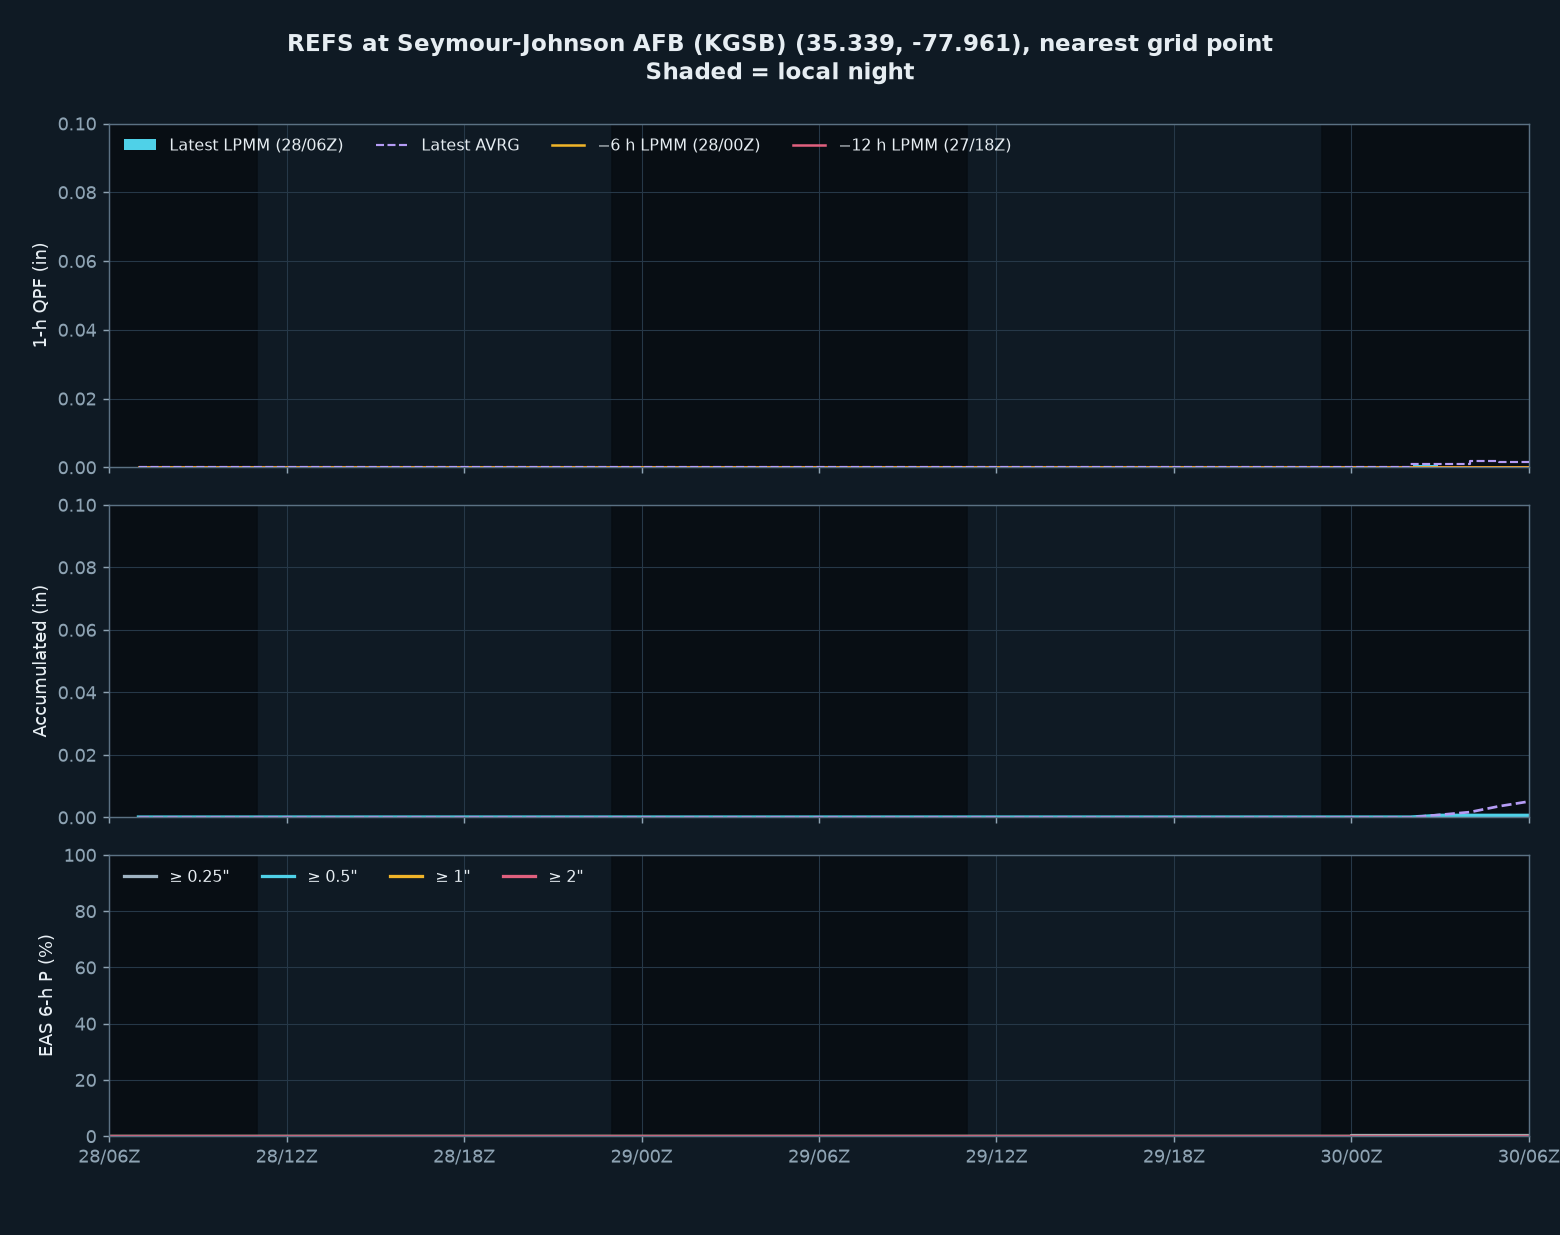 REFS at Seymour-Johnson AFB (KGSB) (35.339, -77.961), nearest grid point
Shaded = local night
Latest LPMM (28/06Z) Latest AVRG −6 h LPMM (28/00Z) −12 h LPMM (27/18Z)
1-h QPF (in)
0.10
0.08
0.06
0.04
0.02
0.00
Accumulated (in)
0.10
0.08
0.06
0.04
0.02
0.00
≥ 0.25" ≥ 0.5" ≥ 1" ≥ 2"
EAS 6-h P (%)
100
80
60
40
20
0
28/06Z 28/12Z 28/18Z 29/00Z 29/06Z 29/12Z 29/18Z 30/00Z 30/06Z